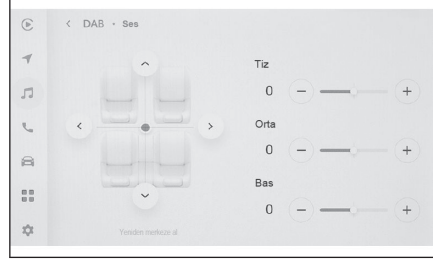 DAB • Ses
Tiz
0
Orta
0
Bas
0
Yeniden merkeze al